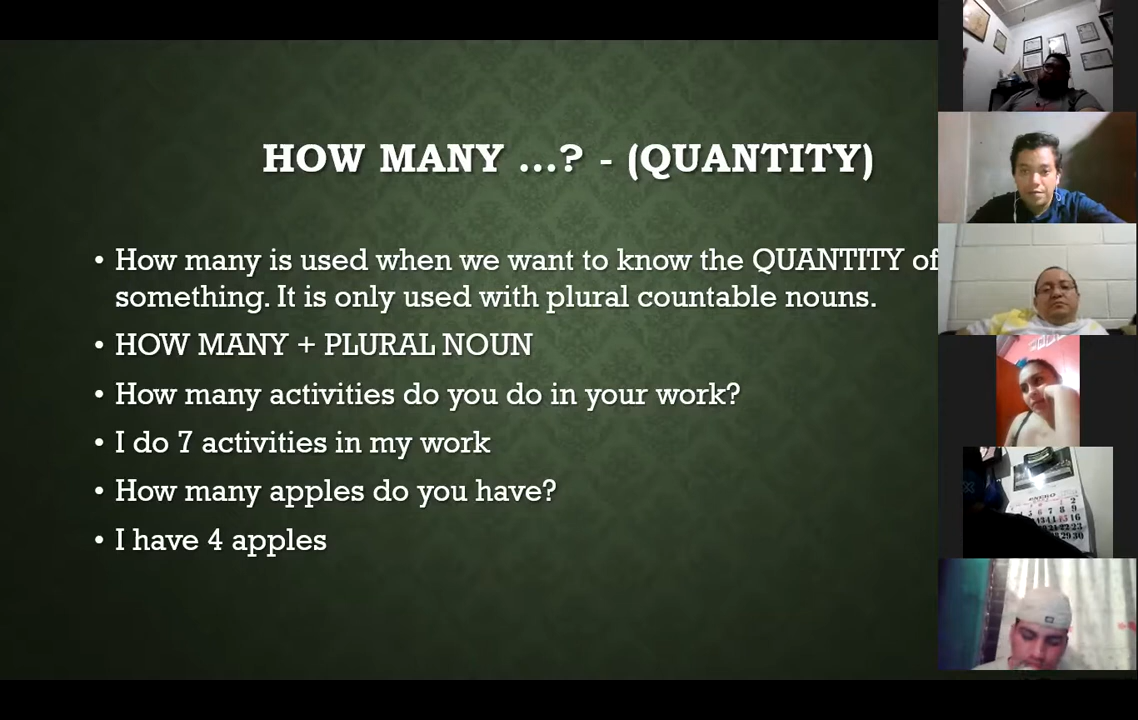 HOW MANY ...? - (QUANTITY)
• How many is used when we want to know the QUANTITY of
something. It is only used with plural countable nouns.
• HOW MANY + PLURAL NOUN
• How many activities do you do in your work?
• I do 7 activities in my work
• How many apples do you have?
• I have 4 apples
ENERO